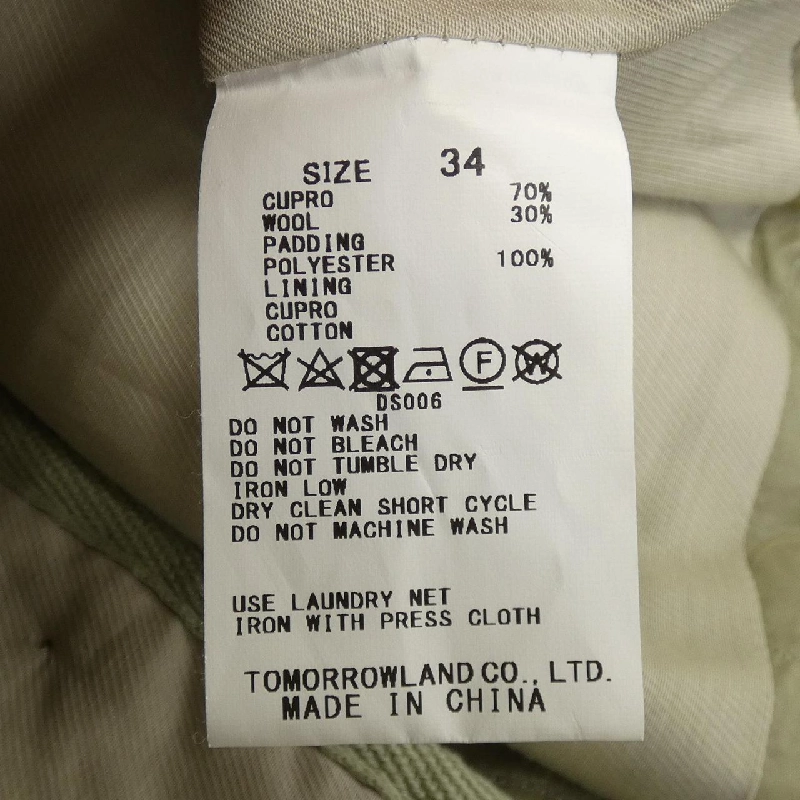 SIZE 34
CUPRO 70%
WOOL 30%
PADDING
POLYESTER 100%
LINING
CUPRO
COTTON
F W
DS006
DO NOT WASH
DO NOT BLEACH
DO NOT TUMBLE DRY
IRON LOW
DRY CLEAN SHORT CYCLE
DO NOT MACHINE WASH
USE LAUNDRY NET
IRON WITH PRESS CLOTH
TOMORROWLAND CO., LTD.
MADE IN CHINA